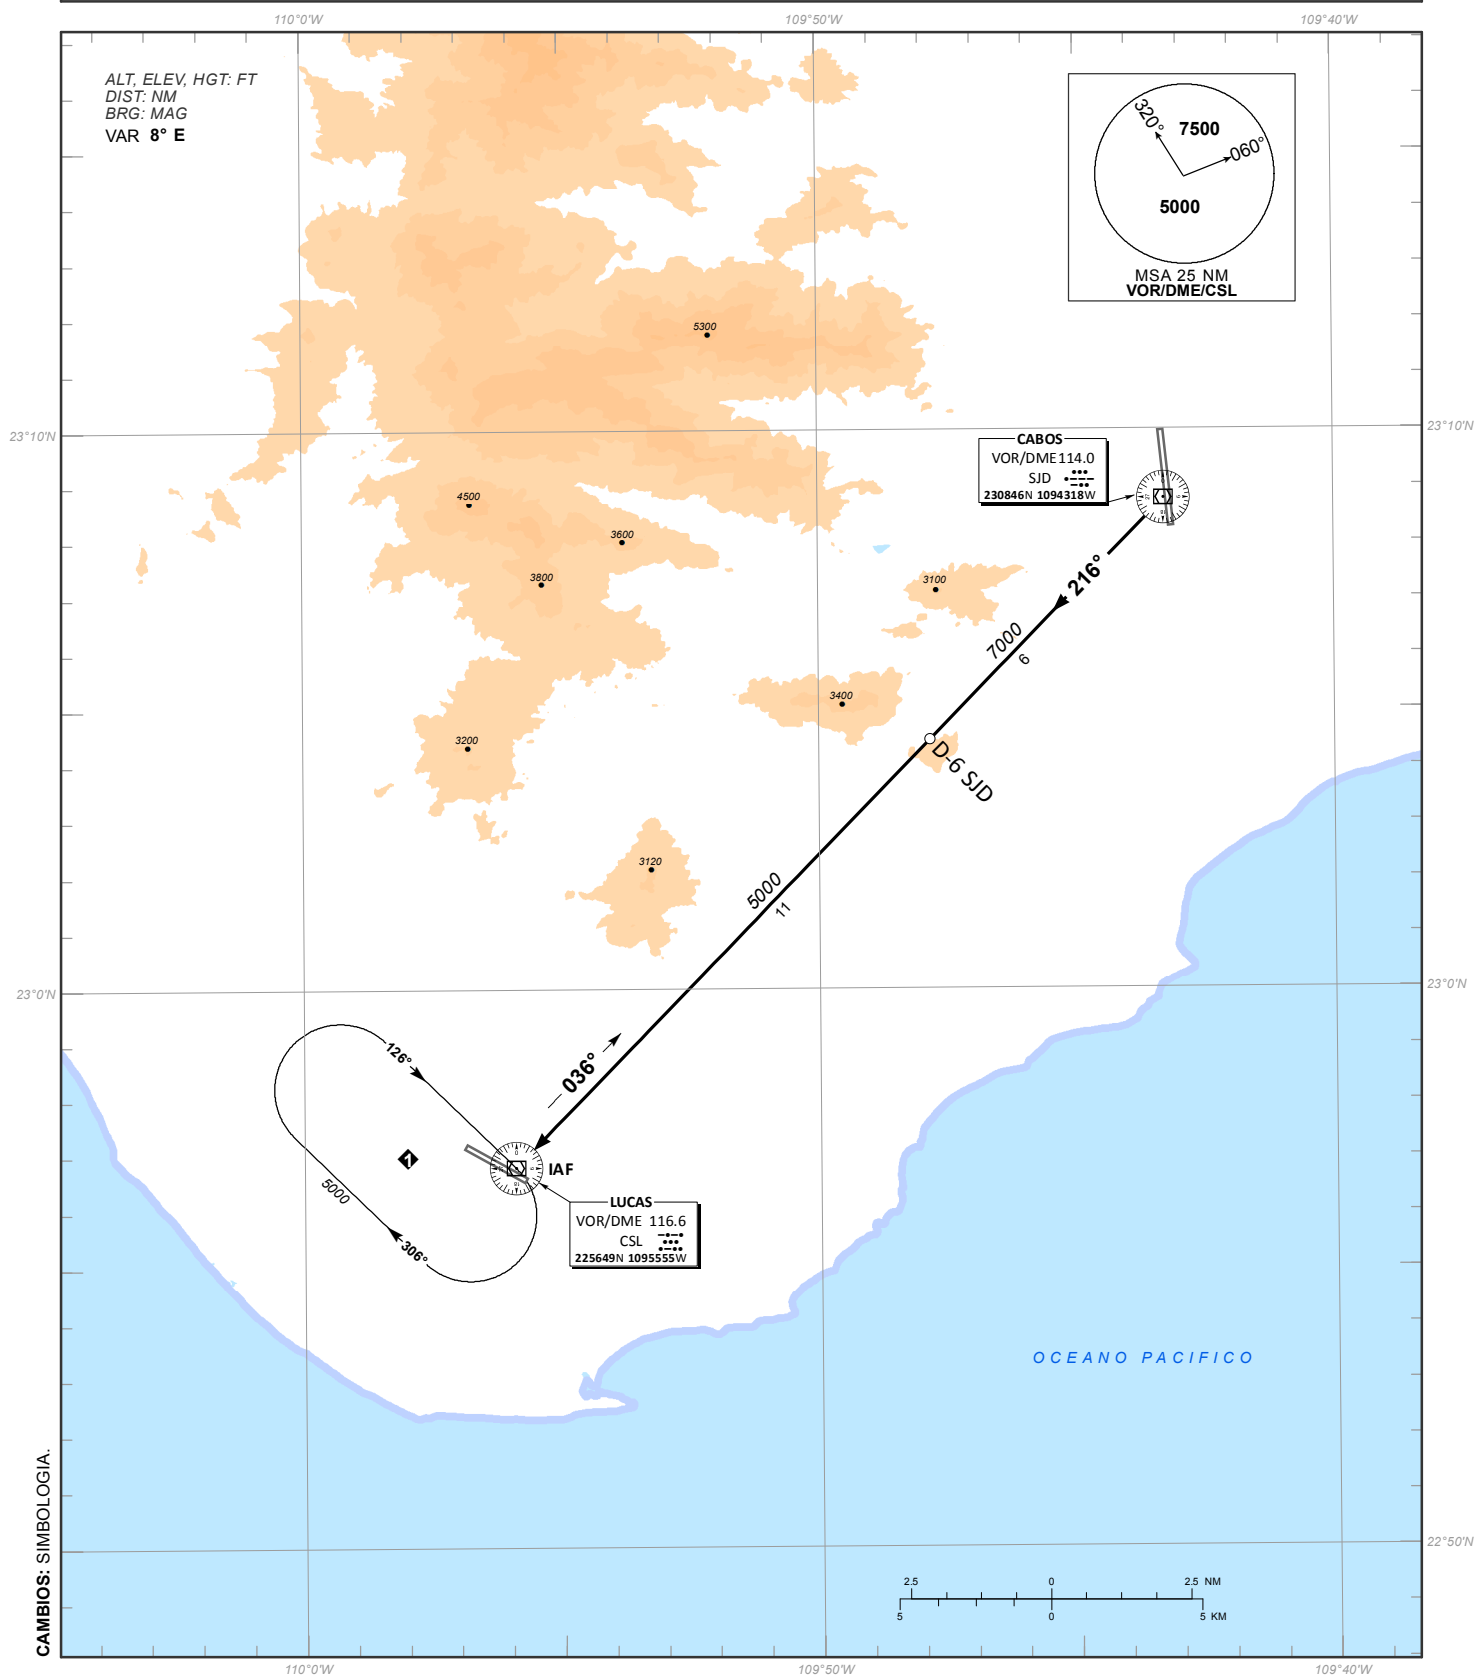 110°0'W 109°50'W 109°40'W
ALT, ELEV, HGT: FT
DIST: NM
BRG: MAG
VAR 8° E
320°
7500
060°
5000
MSA 25 NM
VOR/DME/CSL
5300
23°10'N
23°10'N
CABOS
VOR/DME 114.0
SJD
230846N 1094318W
4500
3600
3800
3100
216°
7000
6
3400
3200
D-6 SJD
3120
5000
11
23°0'N
23°0'N
126°
036°
1
IAF
5000
306°
LUCAS
VOR/DME 116.6
CSL
225649N 1095555W
OCEANO PACIFICO
CAMBIOS: SIMBOLOGIA.
22°50'N
2.5 0 2.5 NM
5 0 5 KM
110°0'W 109°50'W 109°40'W